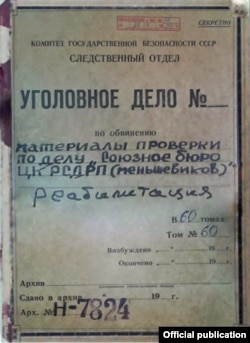 СЕКРЕТНО
КОМИТЕТ ГОСУДАРСТВЕННОЙ БЕЗОПАСНОСТИ СССР
СЛЕДСТВЕННЫЙ ОТДЕЛ
УГОЛОВНОЕ ДЕЛО №
по обвинению
материалы проверки
по делу „Союзное бюро
ЦК РСДРП (меньшевиков)"
Реабилитация
В 60 томах
Том № 60
Возбуждено „ " 19 г.
Окончено „ " 19 г.
Архив
Сдано в архив 19 г.
Арх. № Н-7824
Official publication